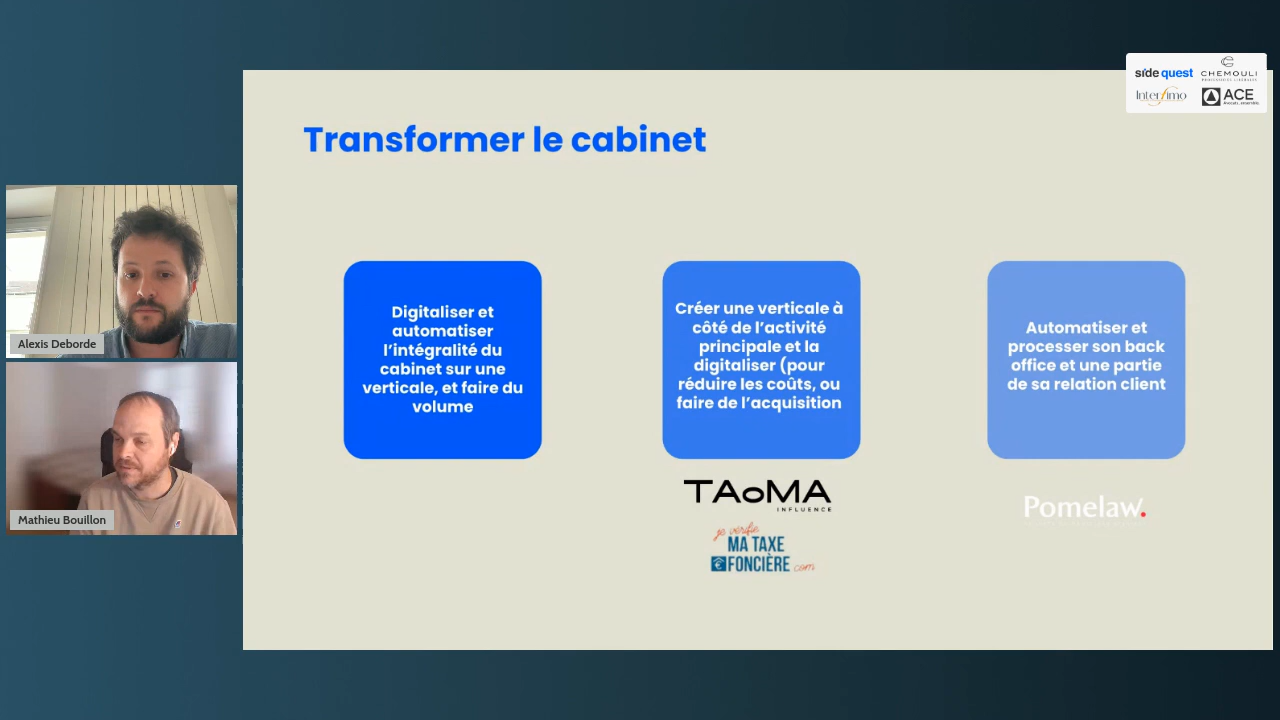 side quest
CHEMOULI
Interfimo
ACE
Transformer le cabinet
Digitaliser et
automatiser
l'intégralité du
cabinet sur une
verticale, et faire du
volume
Créer une verticale à
côté de l'activité
principale et la
digitaliser (pour
réduire les coûts, ou
faire de l'acquisition
Automatiser et
processer son back
office et une partie
de sa relation client
TAoMA
INFLUENCE
je vérifie
MA TAXE
FONCIÈRE .com
Pomelaw.
Alexis Deborde
Mathieu Bouillon